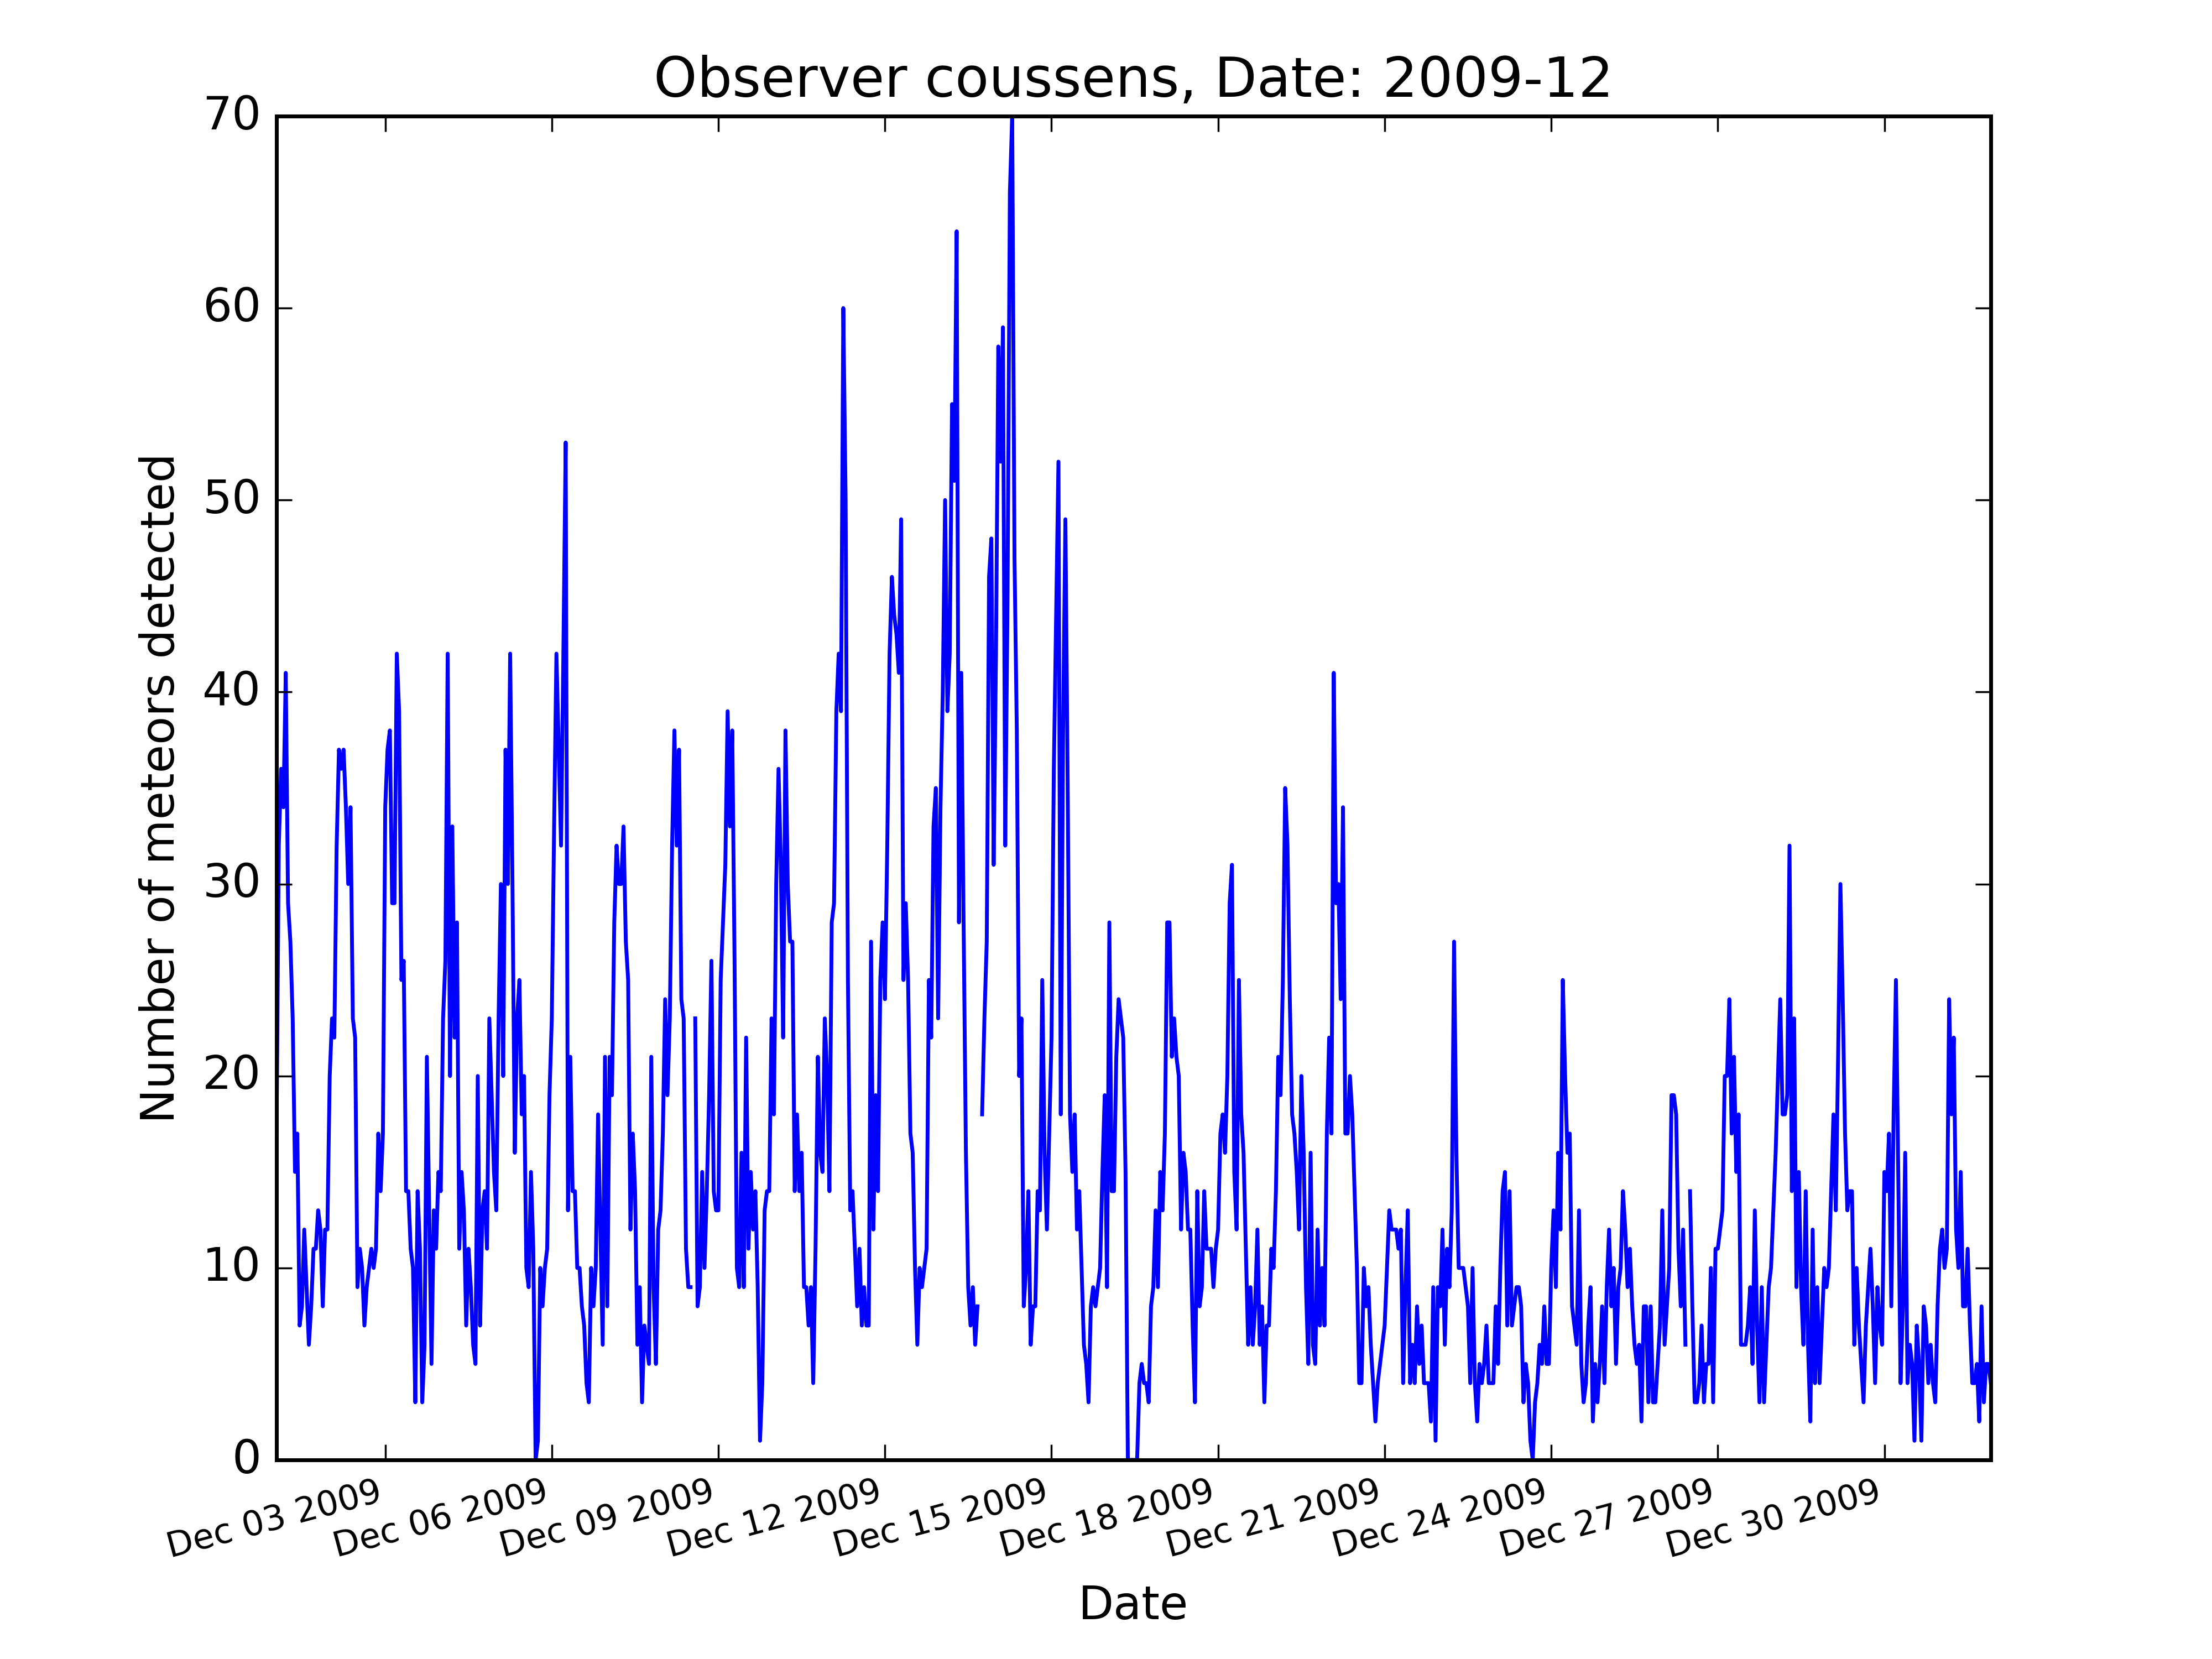 Observer coussens, Date: 2009-12
Number of meteors detected
70
60
50
40
30
20
10
0
Dec 03 2009
Dec 06 2009
Dec 09 2009
Dec 12 2009
Dec 15 2009
Dec 18 2009
Dec 21 2009
Dec 24 2009
Dec 27 2009
Dec 30 2009
Date